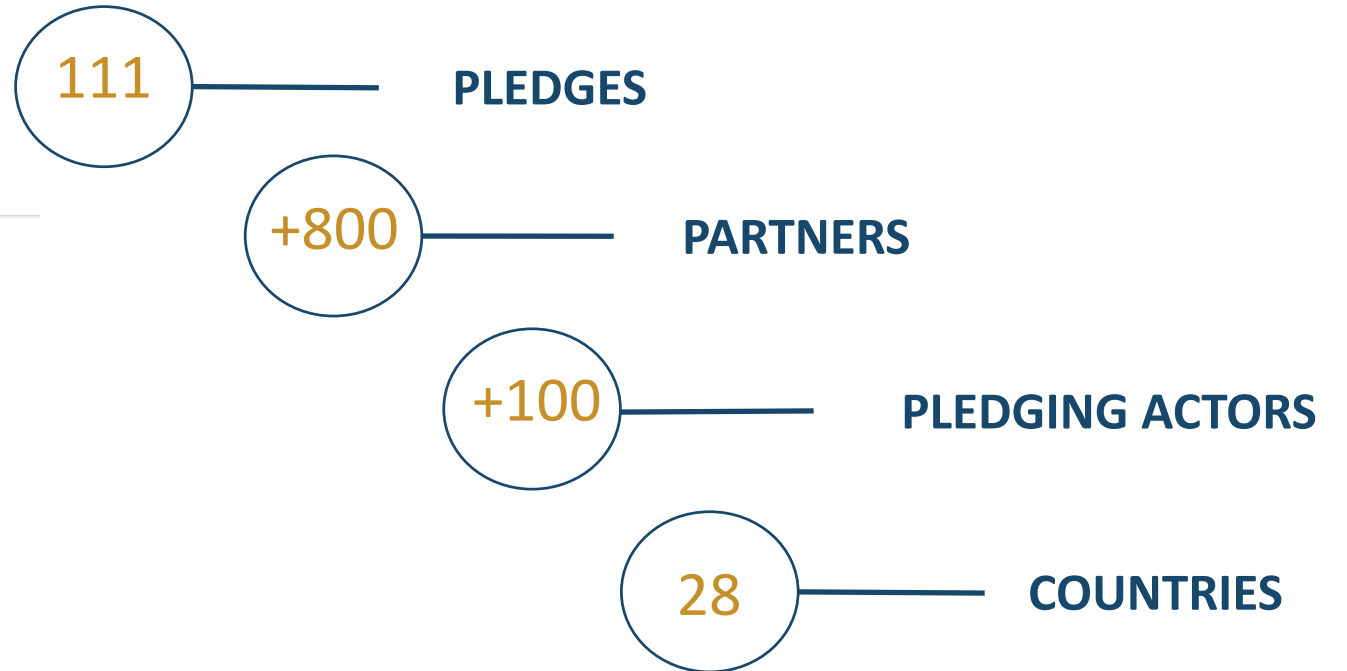 111 PLEDGES
+800 PARTNERS
+100 PLEDGING ACTORS
28 COUNTRIES